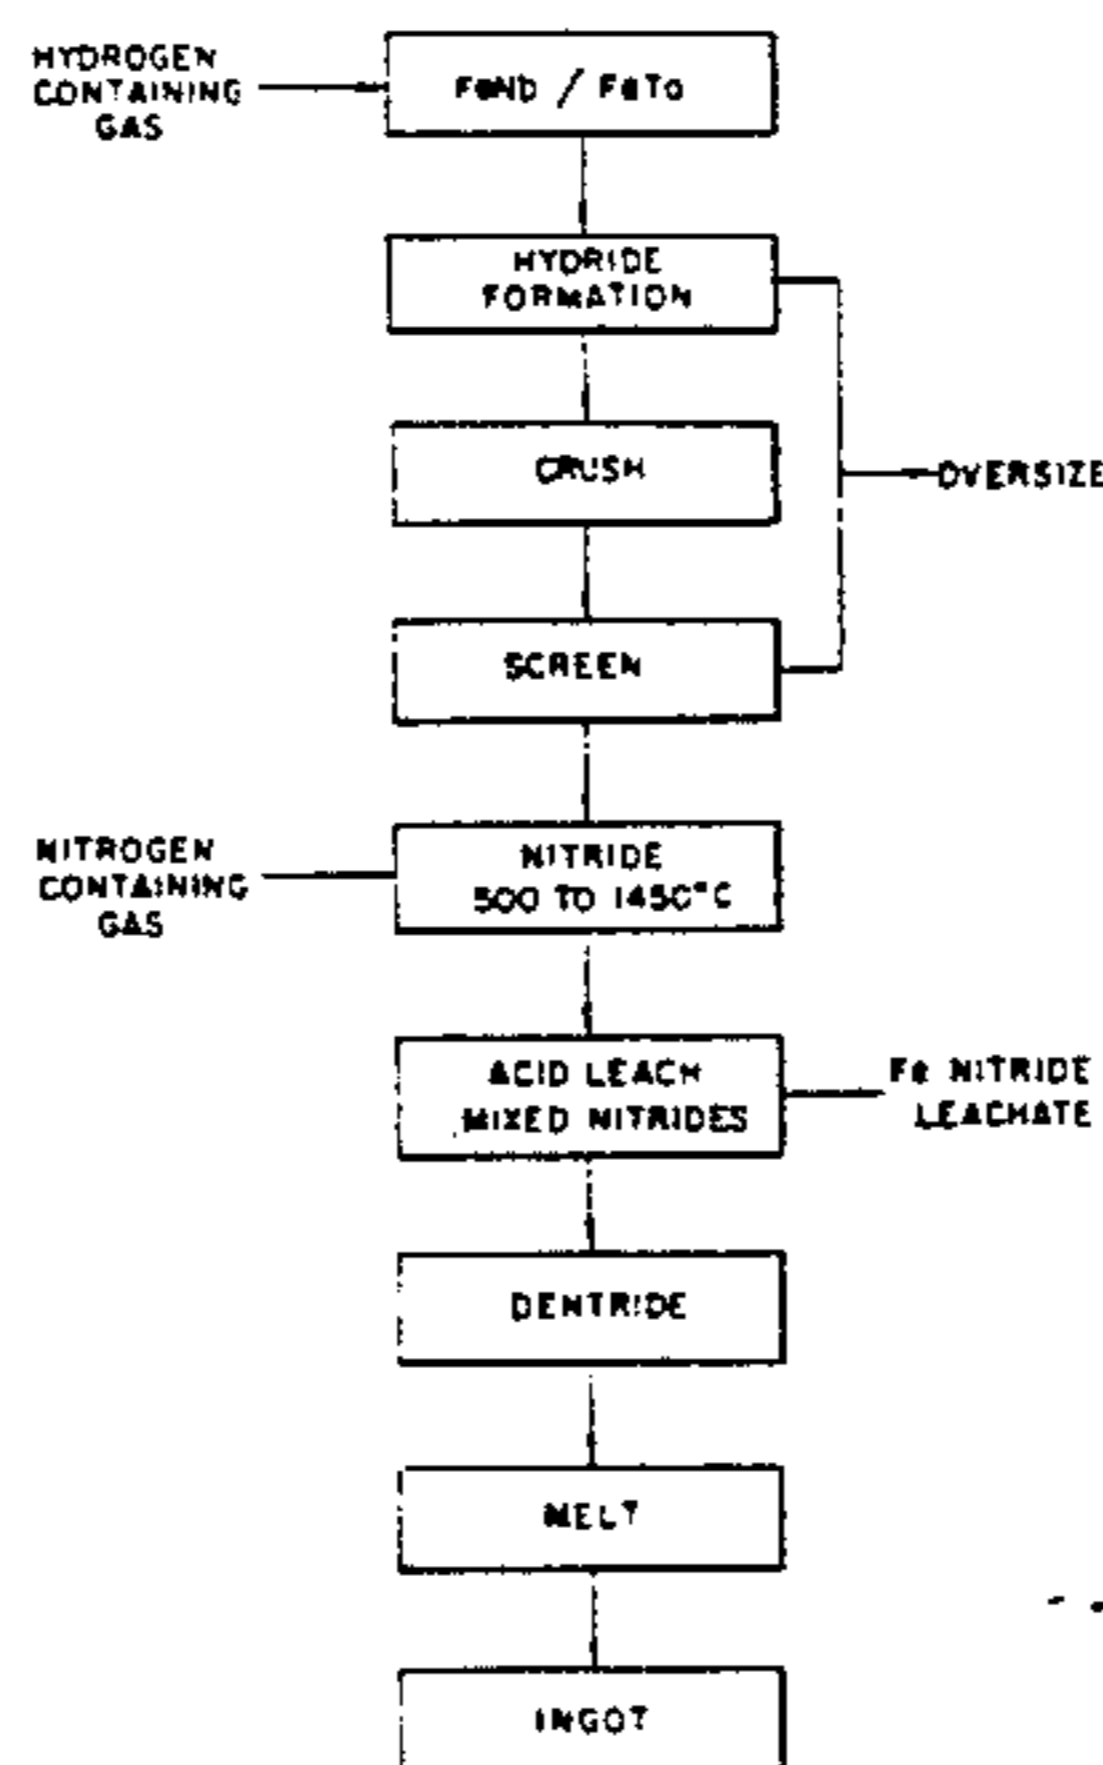 HYDROGEN
CONTAINING
GAS
FeNb / FeTa
HYDRIDE
FORMATION
CRUSH
OVERSIZE
SCREEN
NITROGEN
CONTAINING
GAS
NITRIDE
500 TO 1450°C
ACID LEACH
MIXED NITRIDES
Fe NITRIDE
LEACHATE
DENTRIDE
MELT
INGOT